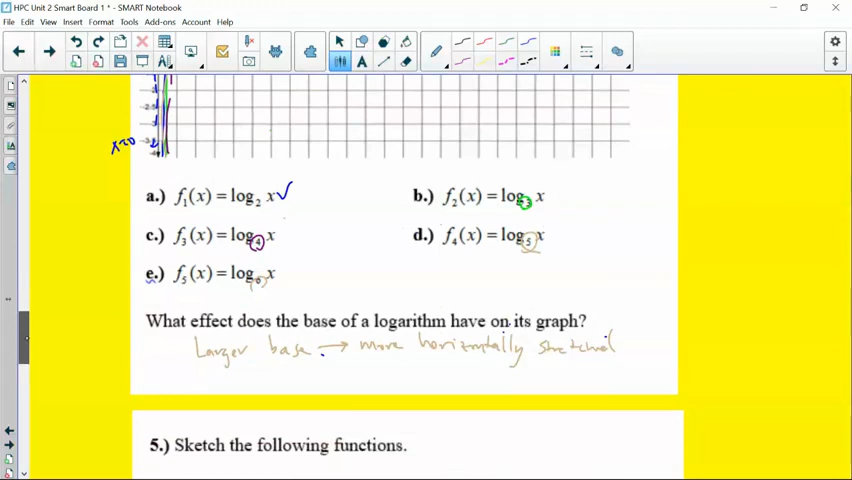 HPC Unit 2 Smart Board 1 * - SMART Notebook
File Edit View Insert Format Tools Add-ons Account Help
x=0
a.) f₁(x) = log₂ x ✓
b.) f₂(x) = log₃ x
c.) f₃(x) = log₄ x
d.) f₄(x) = log₅ x
e.) f₅(x) = log x
What effect does the base of a logarithm have on its graph?
Larger base → more horizontally stretched
5.) Sketch the following functions.